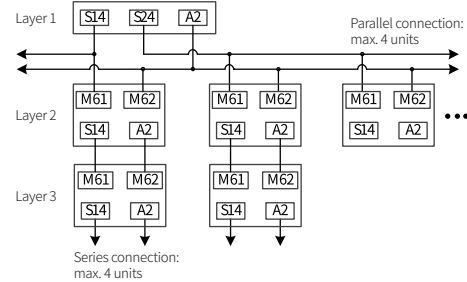 Layer 1
S14 S24 A2
Parallel connection:
max. 4 units
M61 M62 M61 M62 M61 M62
Layer 2
S14 A2 S14 A2 S14 A2
M61 M62 M61 M62
Layer 3
S14 A2 S14 A2
Series connection:
max. 4 units